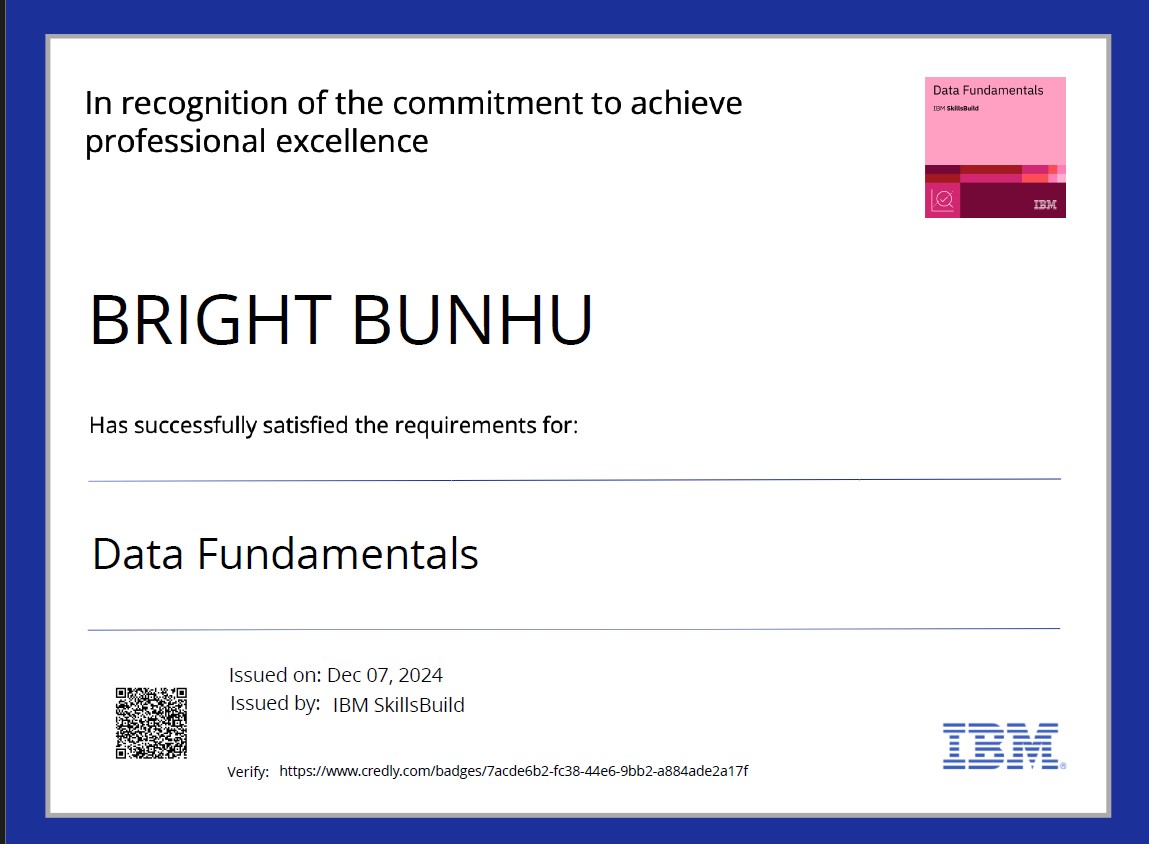 In recognition of the commitment to achieve
professional excellence
Data Fundamentals
IBM SkillsBuild
IBM
BRIGHT BUNHU
Has successfully satisfied the requirements for:
Data Fundamentals
Issued on: Dec 07, 2024
Issued by: IBM SkillsBuild
Verify: https://www.credly.com/badges/7acde6b2-fc38-44e6-9bb2-a884ade2a17f
IBM®